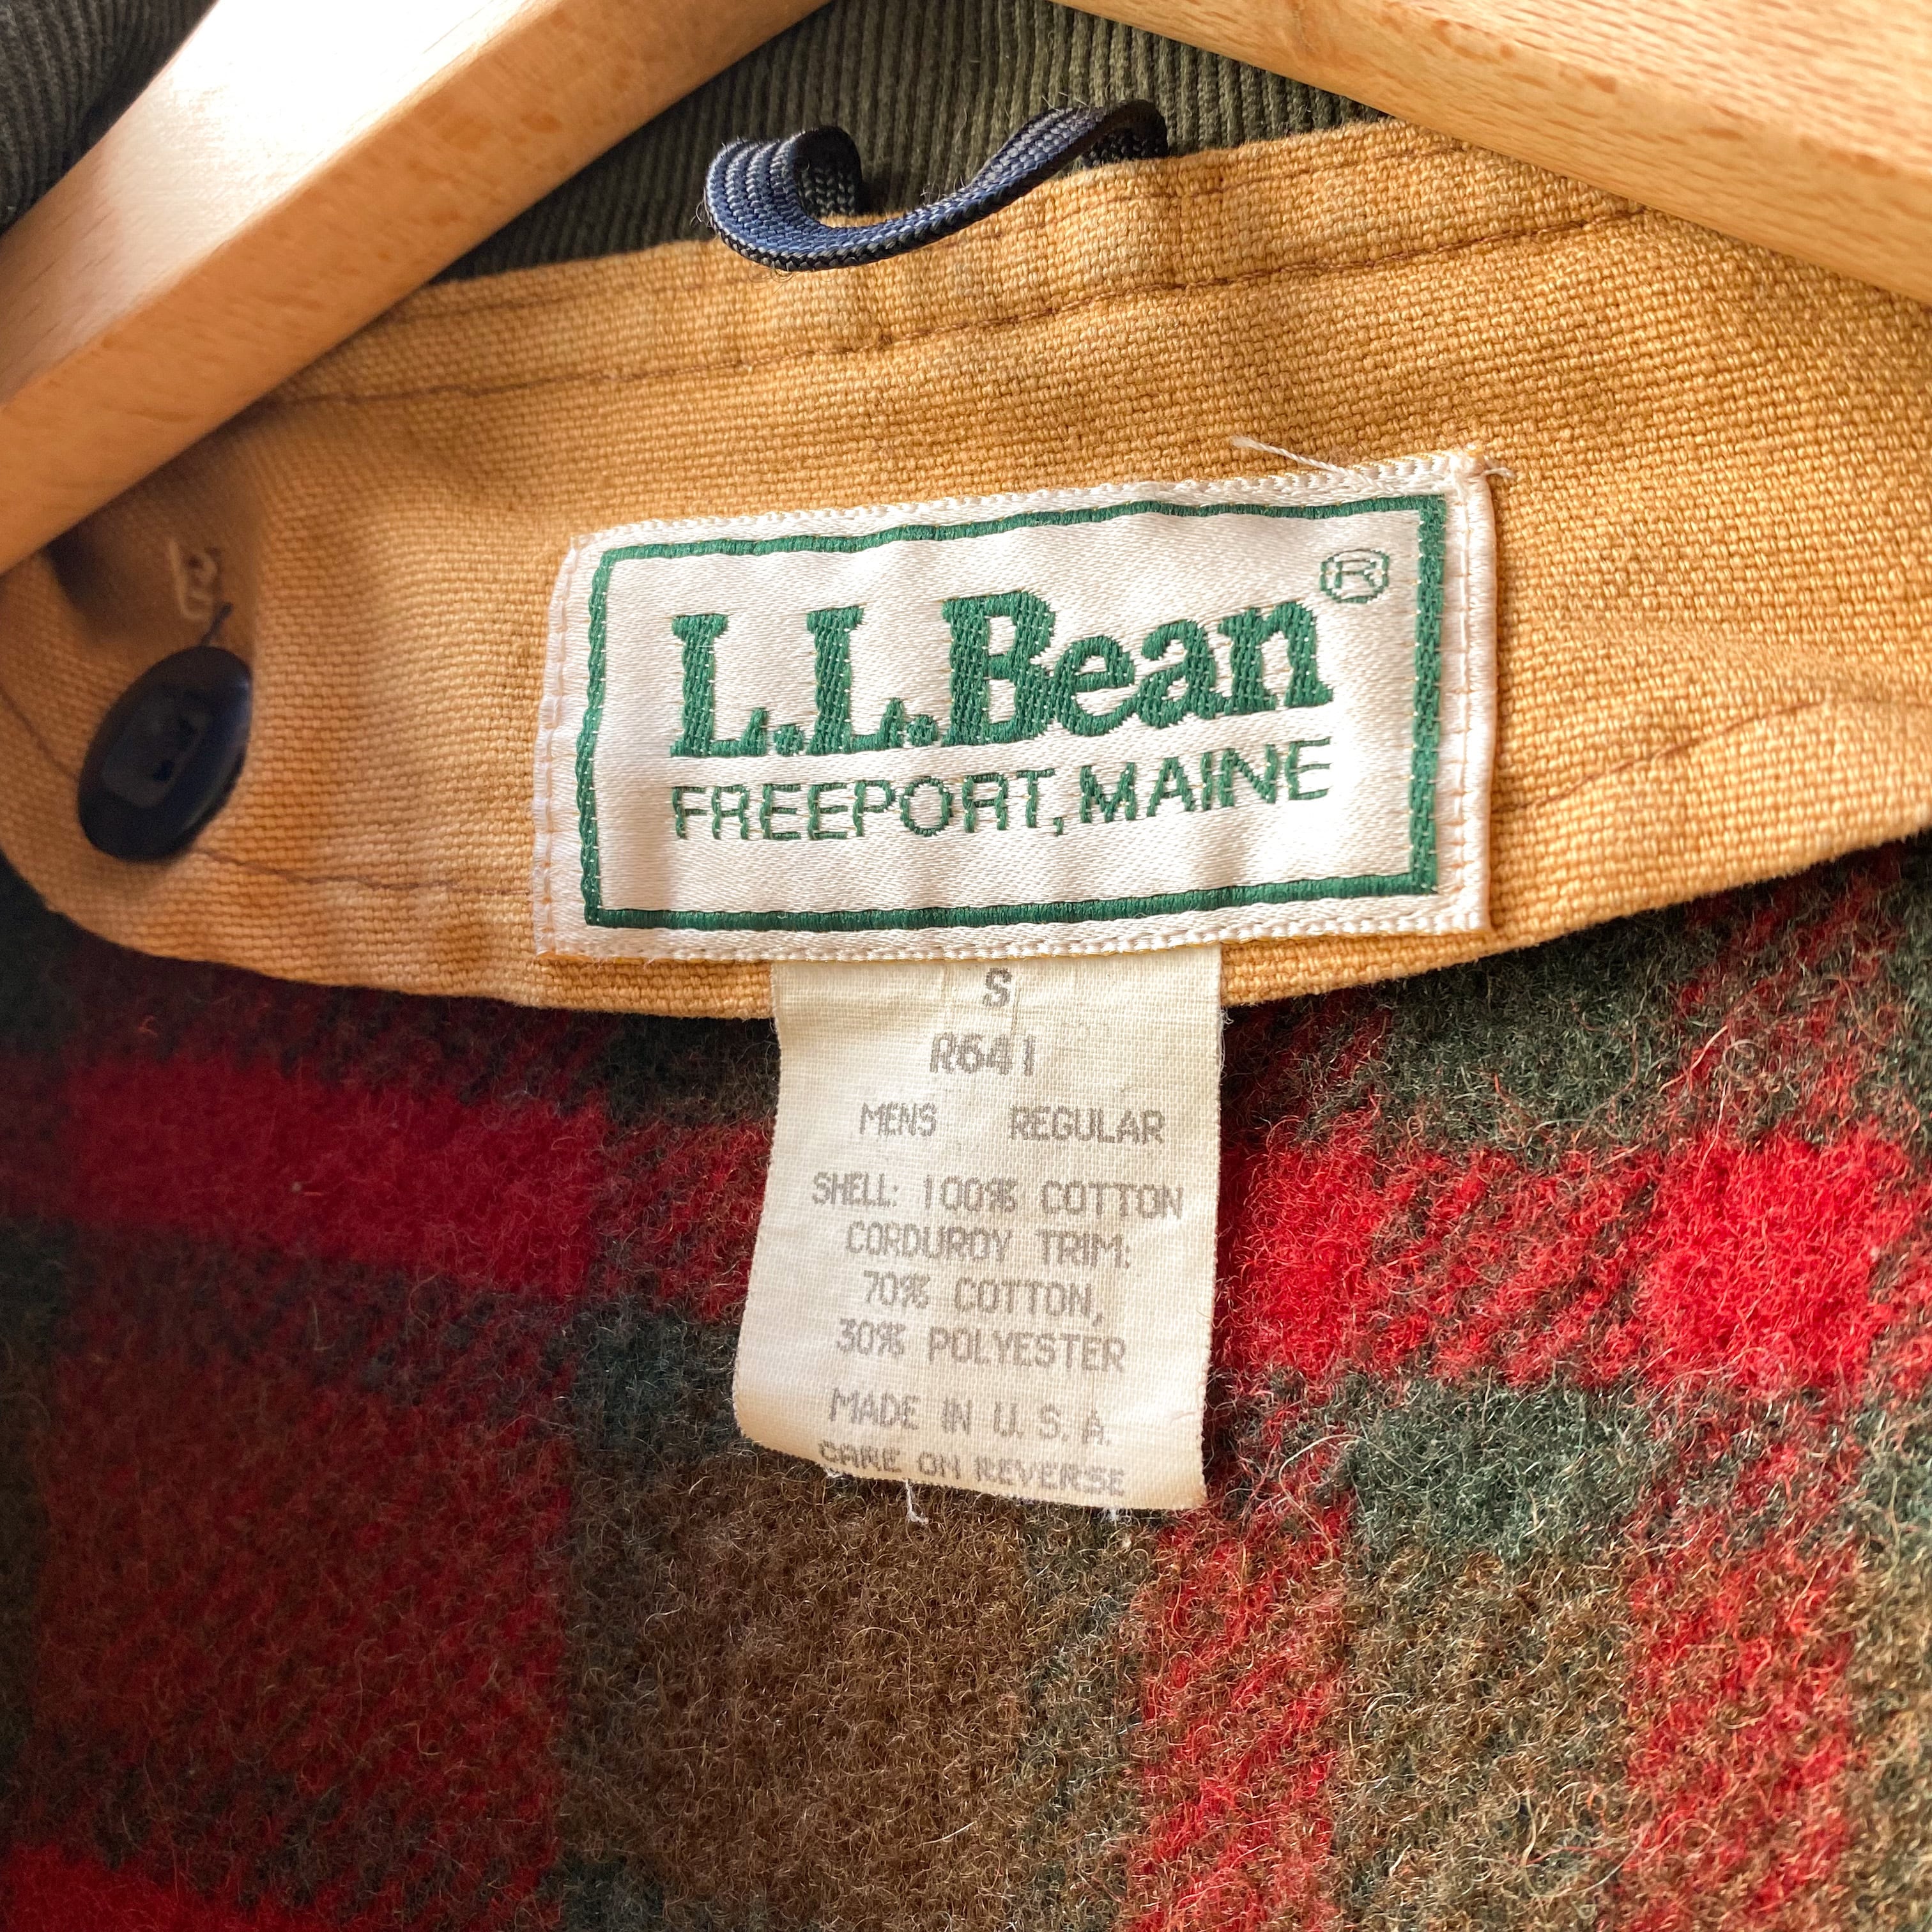 L.L.Bean®
FREEPORT, MAINE
S
R641
MENS REGULAR
SHELL: 100% COTTON
CORDUROY TRIM:
70% COTTON,
30% POLYESTER
MADE IN U.S.A.
CARE ON REVERSE